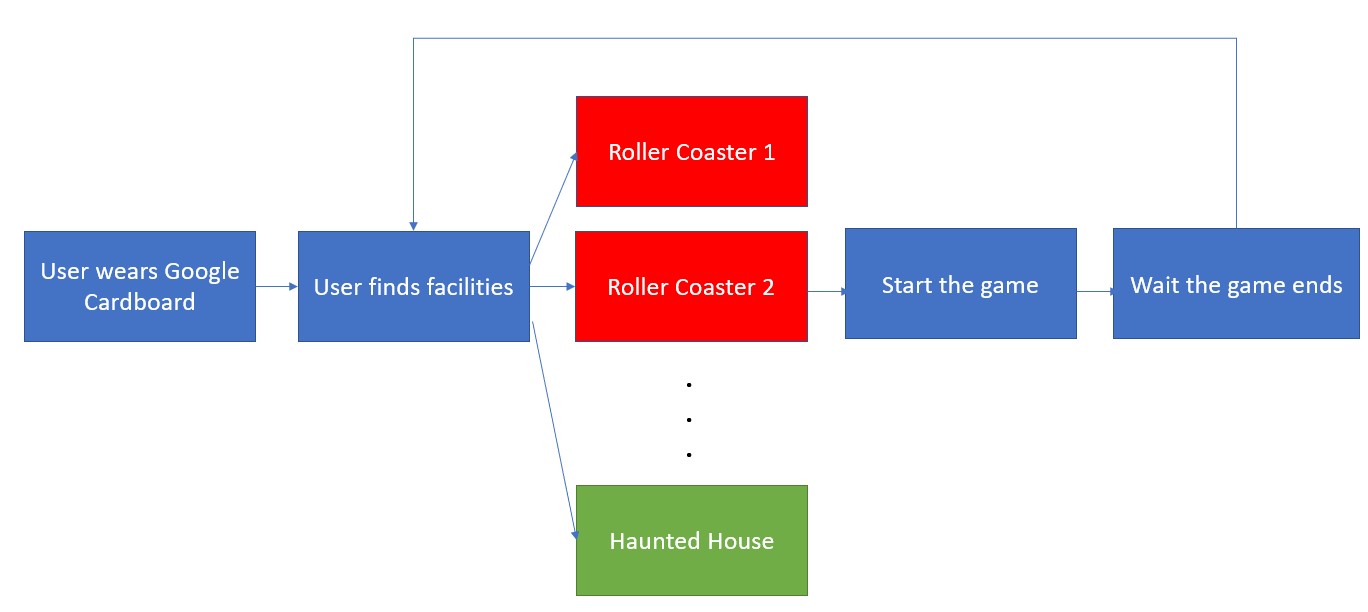 Roller Coaster 1
User wears Google
Cardboard
User finds facilities
Roller Coaster 2
Start the game
Wait the game ends
.
.
.
Haunted House